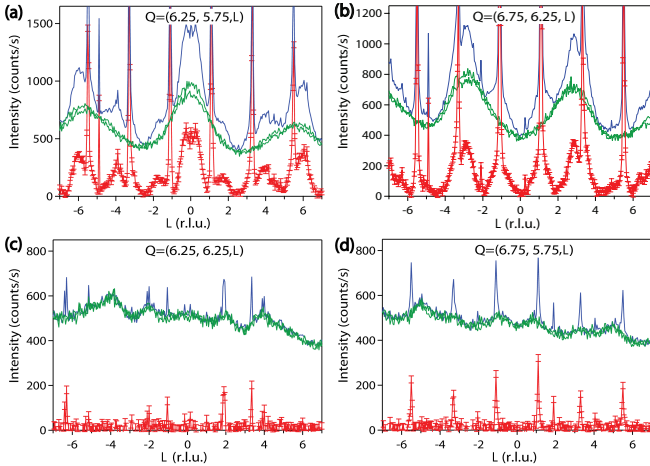 (a)
Q=(6.25, 5.75,L)
Intensity (counts/s)
1500
1000
500
0
-6 -4 -2 0 2 4 6
L (r.l.u.)
(b)
Q=(6.75, 6.25, L)
Intensity (counts/s)
1200
1000
800
600
400
200
0
-6 -4 -2 0 2 4 6
L (r.l.u.)
(c)
Q=(6.25, 6.25,L)
Intensity (counts/s)
800
600
400
200
0
-6 -4 -2 0 2 4 6
L (r.l.u.)
(d)
Q=(6.75, 5.75,L)
Intensity (counts/s)
800
600
400
200
0
-6 -4 -2 0 2 4 6
L (r.l.u.)